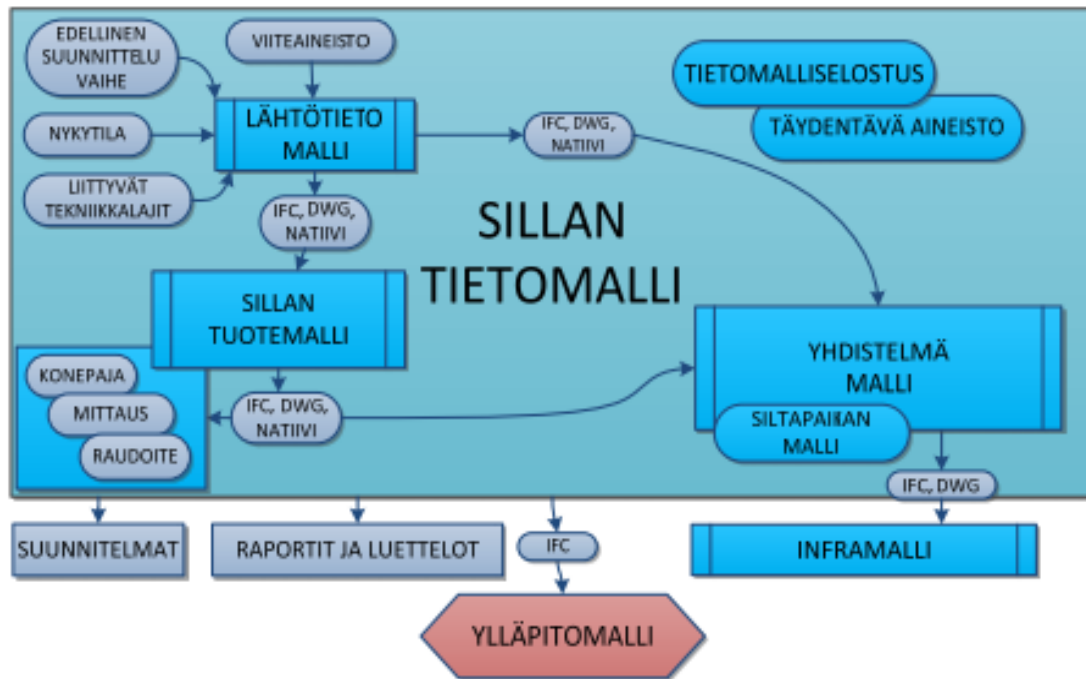 EDELLINEN
SUUNNITTELU
VAIHE
VIITEAINEISTO
TIETOMALLISELOSTUS
TÄYDENTÄVÄ AINEISTO
NYKYTILA
LÄHTÖTIETO
MALLI
IFC, DWG,
NATIIVI
LIITTYVÄT
TEKNIIKKALAJIT
IFC, DWG,
NATIIVI
SILLAN
TIETOMALLI
SILLAN
TUOTEMALLI
YHDISTELMÄ
MALLI
SILTAPAIKAN
MALLI
KONEPAJA
MITTAUS
RAUDOITE
IFC, DWG,
NATIIVI
IFC, DWG
SUUNNITELMAT
RAPORTIT JA LUETTELOT
IFC
INFRAMALLI
YLLÄPITOMALLI